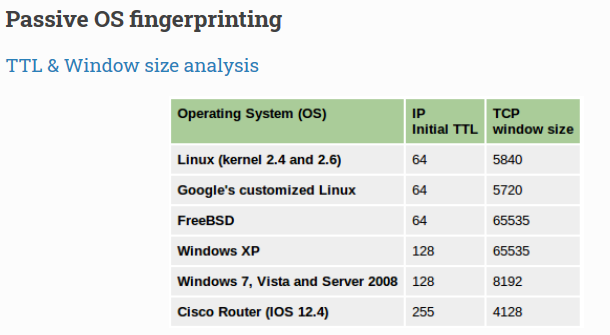 Passive OS fingerprinting
TTL & Window size analysis
Operating System (OS) IP Initial TTL TCP window size
Linux (kernel 2.4 and 2.6) 64 5840
Google's customized Linux 64 5720
FreeBSD 64 65535
Windows XP 128 65535
Windows 7, Vista and Server 2008 128 8192
Cisco Router (IOS 12.4) 255 4128